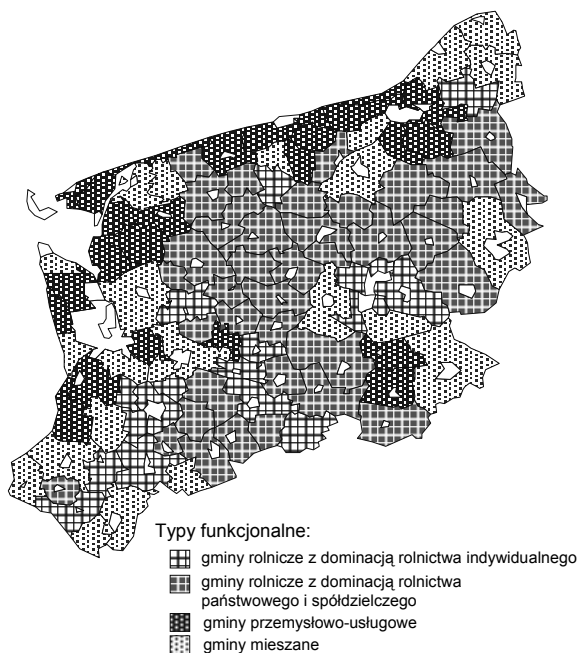 Typy funkcjonalne:
gminy rolnicze z dominacją rolnictwa indywidualnego
gminy rolnicze z dominacją rolnictwa
państwowego i spółdzielczego
gminy przemysłowo-usługowe
gminy mieszane